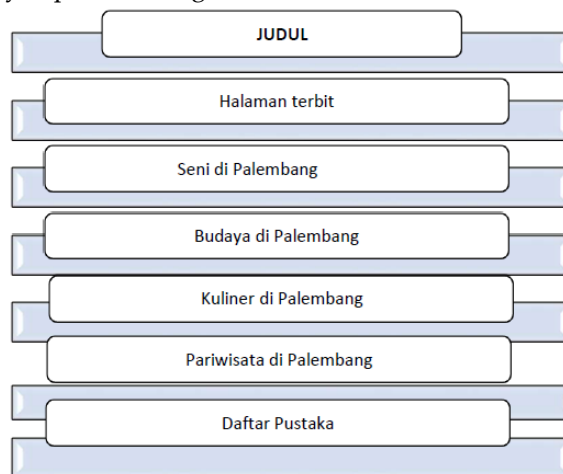 JUDUL
Halaman terbit
Seni di Palembang
Budaya di Palembang
Kuliner di Palembang
Pariwisata di Palembang
Daftar Pustaka